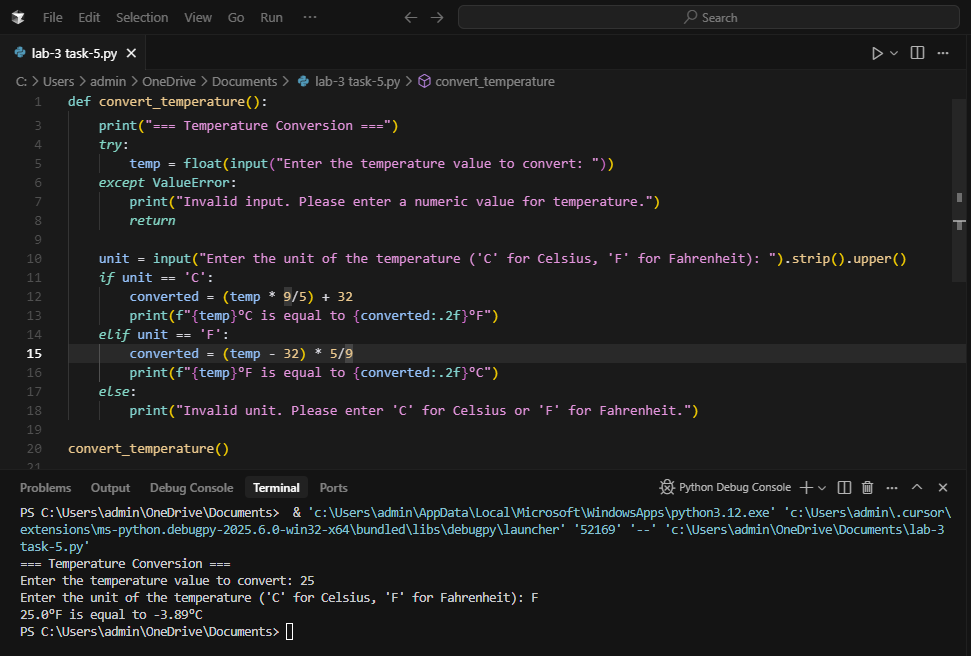 File Edit Selection View Go Run ··· ← → Search
lab-3 task-5.py
C: > Users > admin > OneDrive > Documents > lab-3 task-5.py > convert_temperature
1 def convert_temperature():
3 print("=== Temperature Conversion ===")
4 try:
5 temp = float(input("Enter the temperature value to convert: "))
6 except ValueError:
7 print("Invalid input. Please enter a numeric value for temperature.")
8 return
9
10 unit = input("Enter the unit of the temperature ('C' for Celsius, 'F' for Fahrenheit): ").strip().upper()
11 if unit == 'C':
12 converted = (temp * 9/5) + 32
13 print(f"{temp}°C is equal to {converted:.2f}°F")
14 elif unit == 'F':
15 converted = (temp - 32) * 5/9
16 print(f"{temp}°F is equal to {converted:.2f}°C")
17 else:
18 print("Invalid unit. Please enter 'C' for Celsius or 'F' for Fahrenheit.")
19
20 convert_temperature()
21
Problems Output Debug Console Terminal Ports Python Debug Console
PS C:\Users\admin\OneDrive\Documents> & 'c:\Users\admin\AppData\Local\Microsoft\WindowsApps\python3.12.exe' 'c:\Users\admin\.cursor\
extensions\ms-python.debugpy-2025.6.0-win32-x64\bundled\libs\debugpy\launcher' '52169' '--' 'c:\Users\admin\OneDrive\Documents\lab-3
task-5.py'
=== Temperature Conversion ===
Enter the temperature value to convert: 25
Enter the unit of the temperature ('C' for Celsius, 'F' for Fahrenheit): F
25.0°F is equal to -3.89°C
PS C:\Users\admin\OneDrive\Documents>